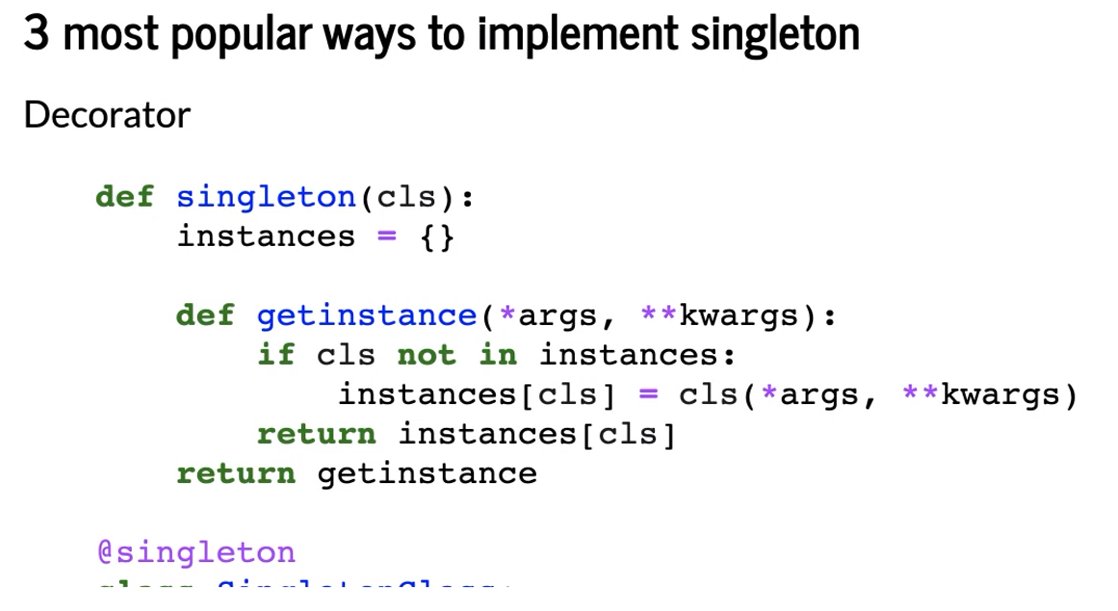 3 most popular ways to implement singleton
Decorator
def singleton(cls):
    instances = {}
    def getinstance(*args, **kwargs):
        if cls not in instances:
            instances[cls] = cls(*args, **kwargs)
        return instances[cls]
    return getinstance
@singleton